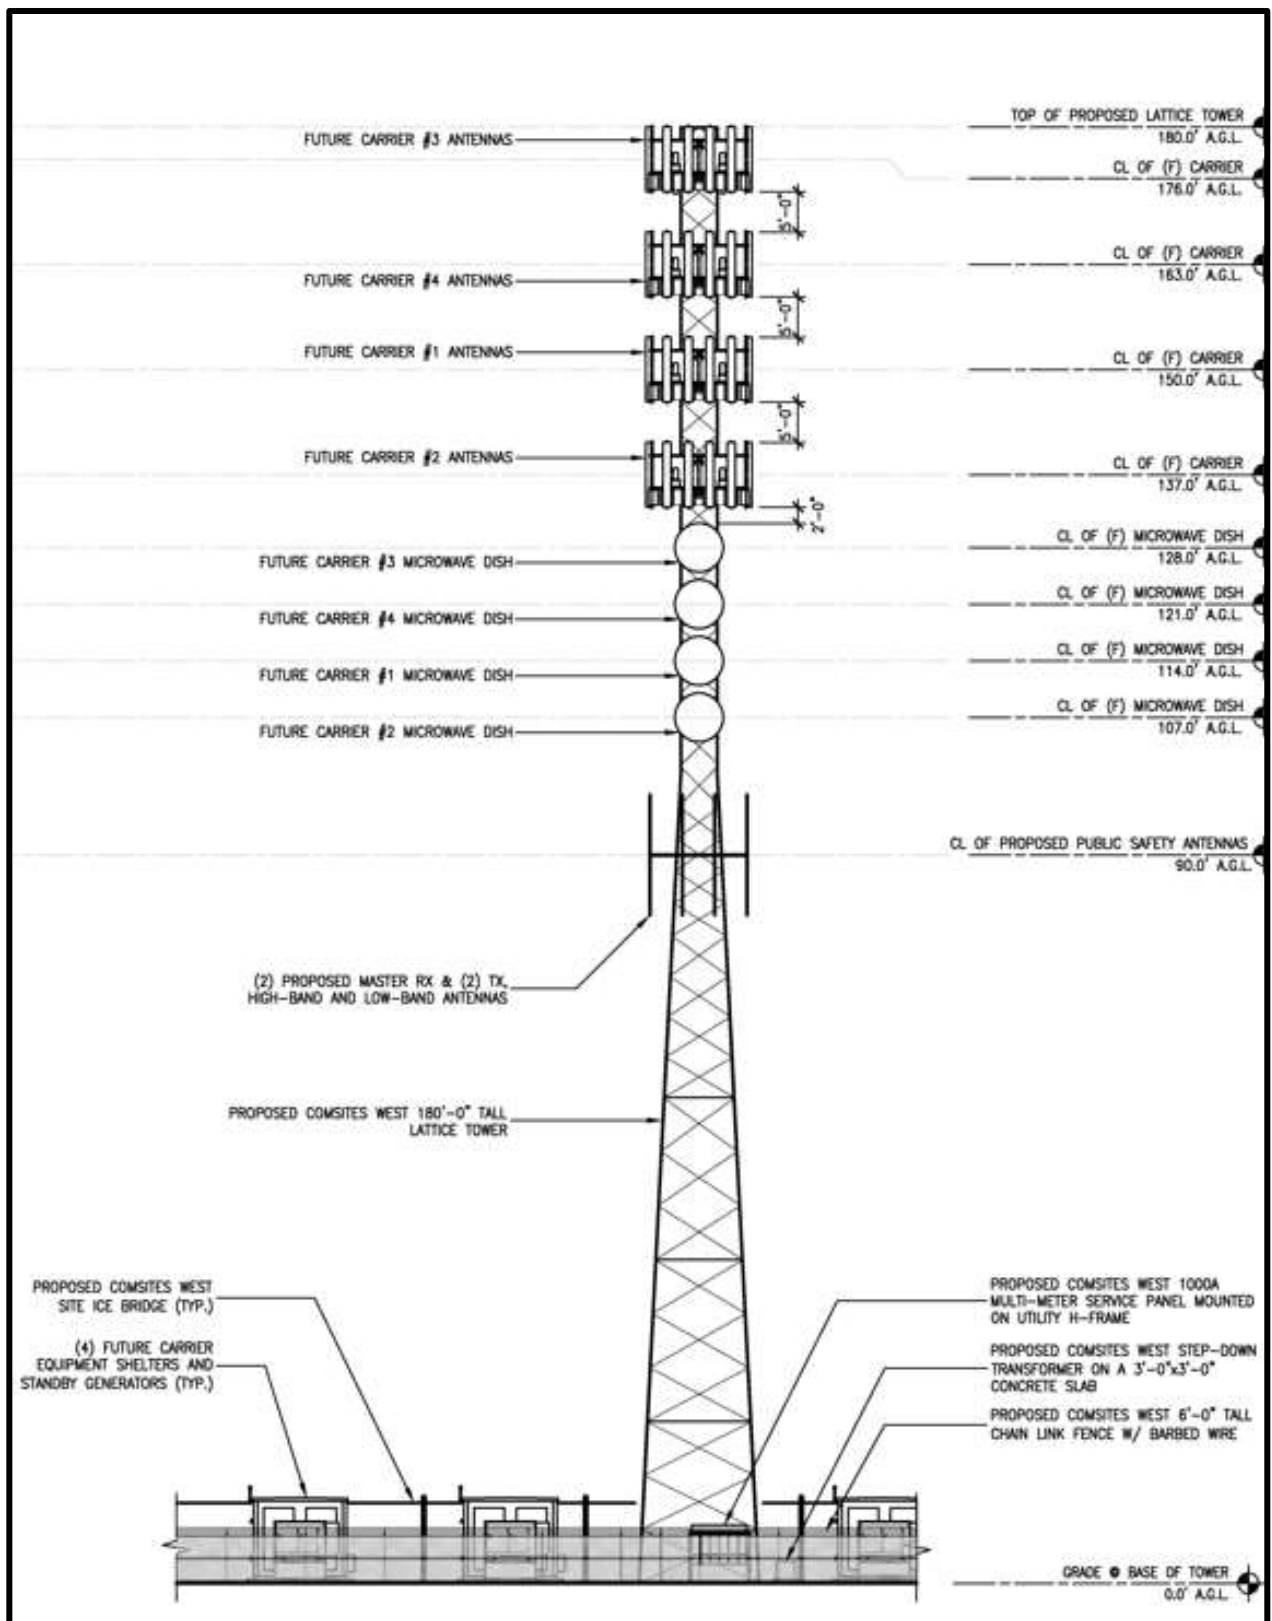 TOP OF PROPOSED LATTICE TOWER
180.0' A.G.L.
FUTURE CARRIER #3 ANTENNAS
CL OF (F) CARRIER
176.0' A.G.L.
5'-0"
CL OF (F) CARRIER
163.0' A.G.L.
FUTURE CARRIER #4 ANTENNAS
5'-0"
FUTURE CARRIER #1 ANTENNAS
CL OF (F) CARRIER
150.0' A.G.L.
5'-0"
FUTURE CARRIER #2 ANTENNAS
CL OF (F) CARRIER
137.0' A.G.L.
2'-0"
CL OF (F) MICROWAVE DISH
128.0' A.G.L.
FUTURE CARRIER #3 MICROWAVE DISH
CL OF (F) MICROWAVE DISH
121.0' A.G.L.
FUTURE CARRIER #4 MICROWAVE DISH
CL OF (F) MICROWAVE DISH
114.0' A.G.L.
FUTURE CARRIER #1 MICROWAVE DISH
CL OF (F) MICROWAVE DISH
107.0' A.G.L.
FUTURE CARRIER #2 MICROWAVE DISH
CL OF PROPOSED PUBLIC SAFETY ANTENNAS
90.0' A.G.L.
(2) PROPOSED MASTER RX & (2) TX,
HIGH-BAND AND LOW-BAND ANTENNAS
PROPOSED COMSITES WEST 180'-0" TALL
LATTICE TOWER
PROPOSED COMSITES WEST
SITE ICE BRIDGE (TYP.)
(4) FUTURE CARRIER
EQUIPMENT SHELTERS AND
STANDBY GENERATORS (TYP.)
PROPOSED COMSITES WEST 1000A
MULTI-METER SERVICE PANEL MOUNTED
ON UTILITY H-FRAME
PROPOSED COMSITES WEST STEP-DOWN
TRANSFORMER ON A 3'-0"x3'-0"
CONCRETE SLAB
PROPOSED COMSITES WEST 6'-0" TALL
CHAIN LINK FENCE W/ BARBED WIRE
GRADE @ BASE OF TOWER
0.0' A.G.L.